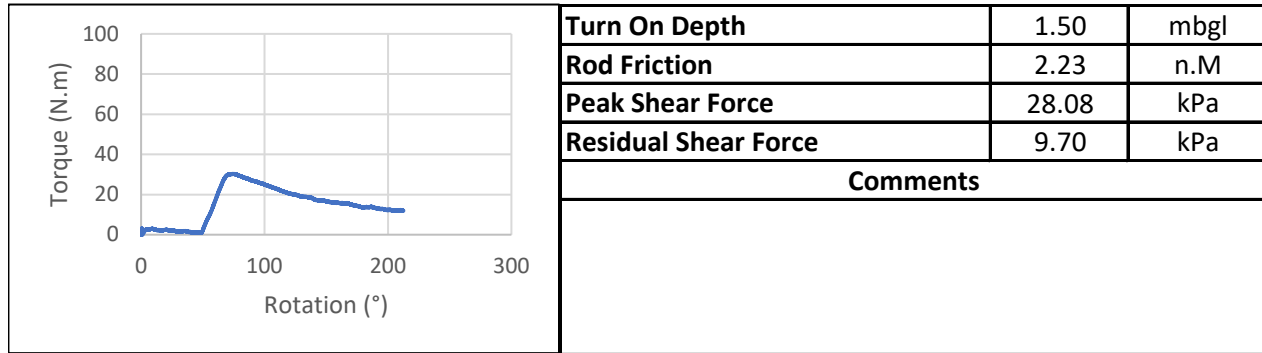 100
80
60
40
20
0
Torque (N.m)
0 100 200 300
Rotation (°)
Turn On Depth 1.50 mbgl
Rod Friction 2.23 n.M
Peak Shear Force 28.08 kPa
Residual Shear Force 9.70 kPa
Comments